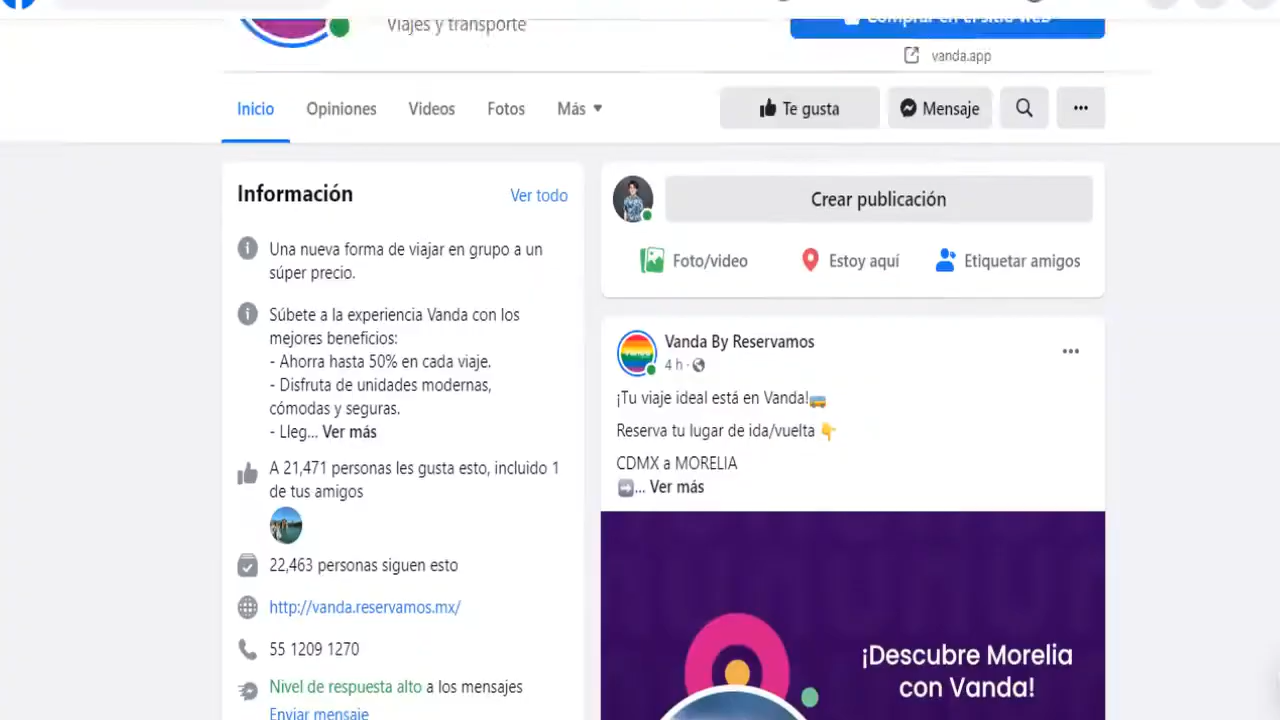 Viajes y transporte
Comprar en el sitio web
vanda.app
Inicio
Opiniones
Videos
Fotos
Más
Te gusta
Mensaje
Información
Ver todo
Una nueva forma de viajar en grupo a un
súper precio.
Súbete a la experiencia Vanda con los
mejores beneficios:
- Ahorra hasta 50% en cada viaje.
- Disfruta de unidades modernas,
cómodas y seguras.
- Lleg... Ver más
A 21,471 personas les gusta esto, incluido 1
de tus amigos
22,463 personas siguen esto
http://vanda.reservamos.mx/
55 1209 1270
Nivel de respuesta alto a los mensajes
Enviar mensaje
Crear publicación
Foto/video
Estoy aquí
Etiquetar amigos
Vanda By Reservamos
4 h ·
¡Tu viaje ideal está en Vanda!🚌
Reserva tu lugar de ida/vuelta 👇
CDMX a MORELIA
➡️... Ver más
¡Descubre Morelia
con Vanda!